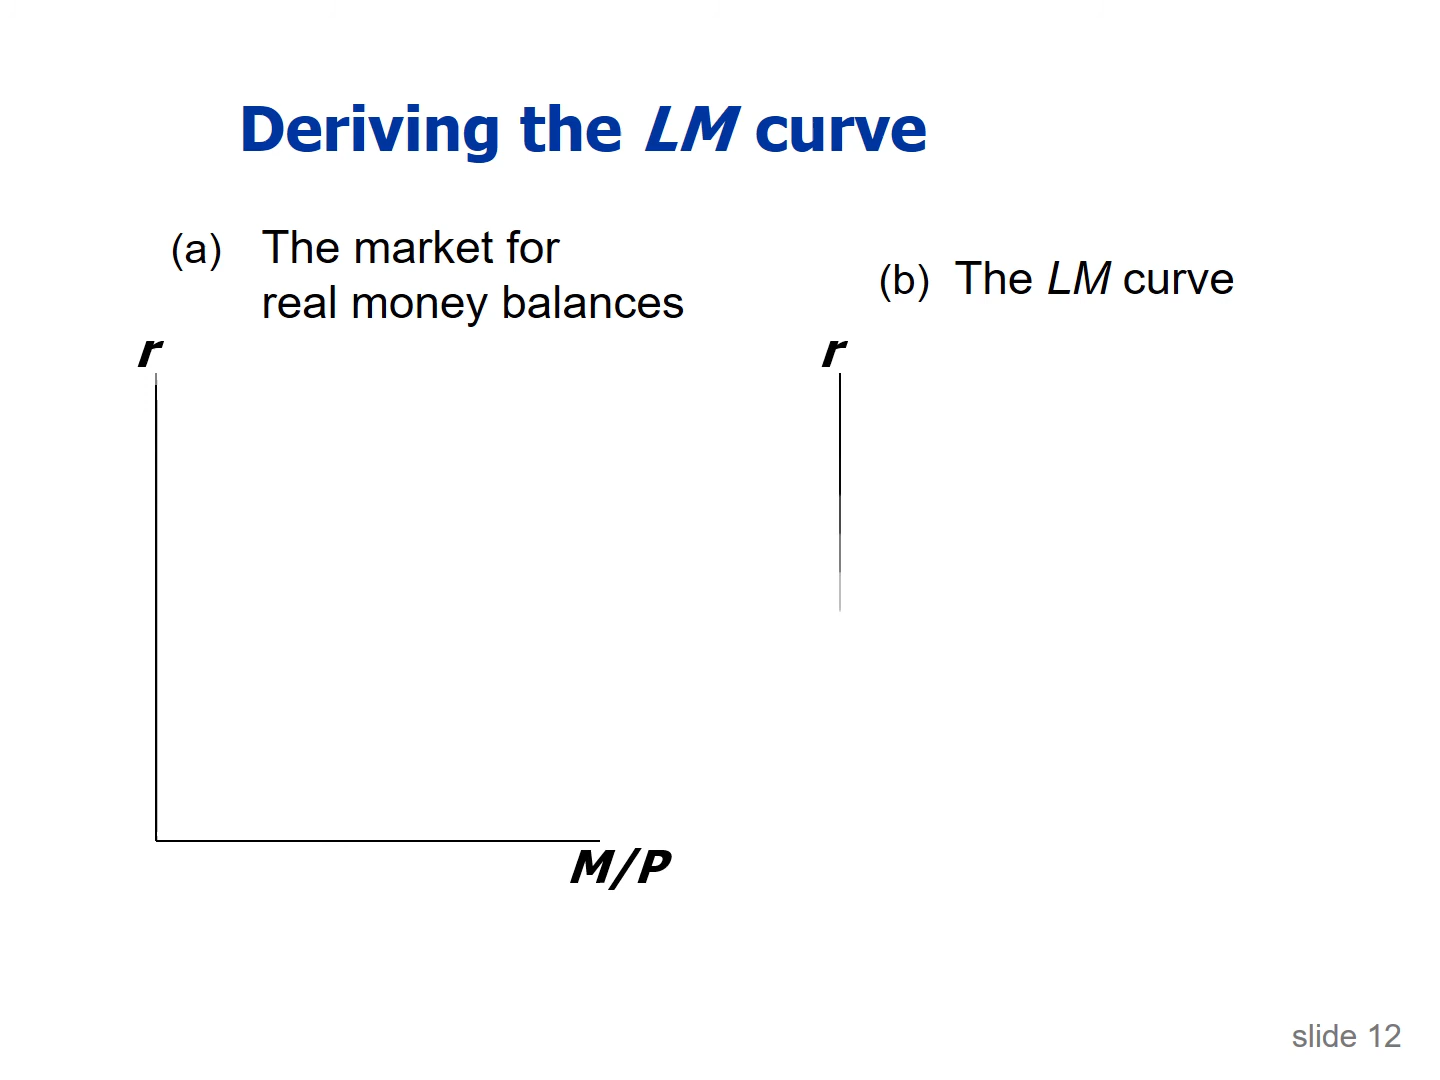 Deriving the LM curve
(a) The market for
real money balances
(b) The LM curve
r
r
M/P
slide 12